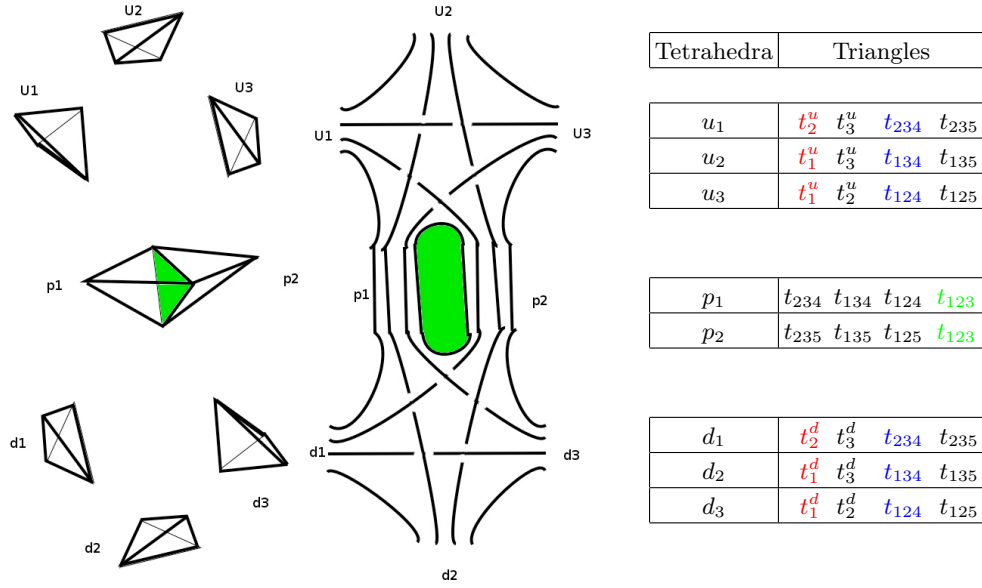 U2
U1
U3
p1
p2
d1
d3
d2
U2
U1
U3
p1
p2
d1
d3
d2
Tetrahedra Triangles
u₁ t₂ᵘ t₃ᵘ t₂₃₄ t₂₃₅
u₂ t₁ᵘ t₃ᵘ t₁₃₄ t₁₃₅
u₃ t₁ᵘ t₂ᵘ t₁₂₄ t₁₂₅
p₁ t₂₃₄ t₁₃₄ t₁₂₄ t₁₂₃
p₂ t₂₃₅ t₁₃₅ t₁₂₅ t₁₂₃
d₁ t₂ᵈ t₃ᵈ t₂₃₄ t₂₃₅
d₂ t₁ᵈ t₃ᵈ t₁₃₄ t₁₃₅
d₃ t₁ᵈ t₂ᵈ t₁₂₄ t₁₂₅